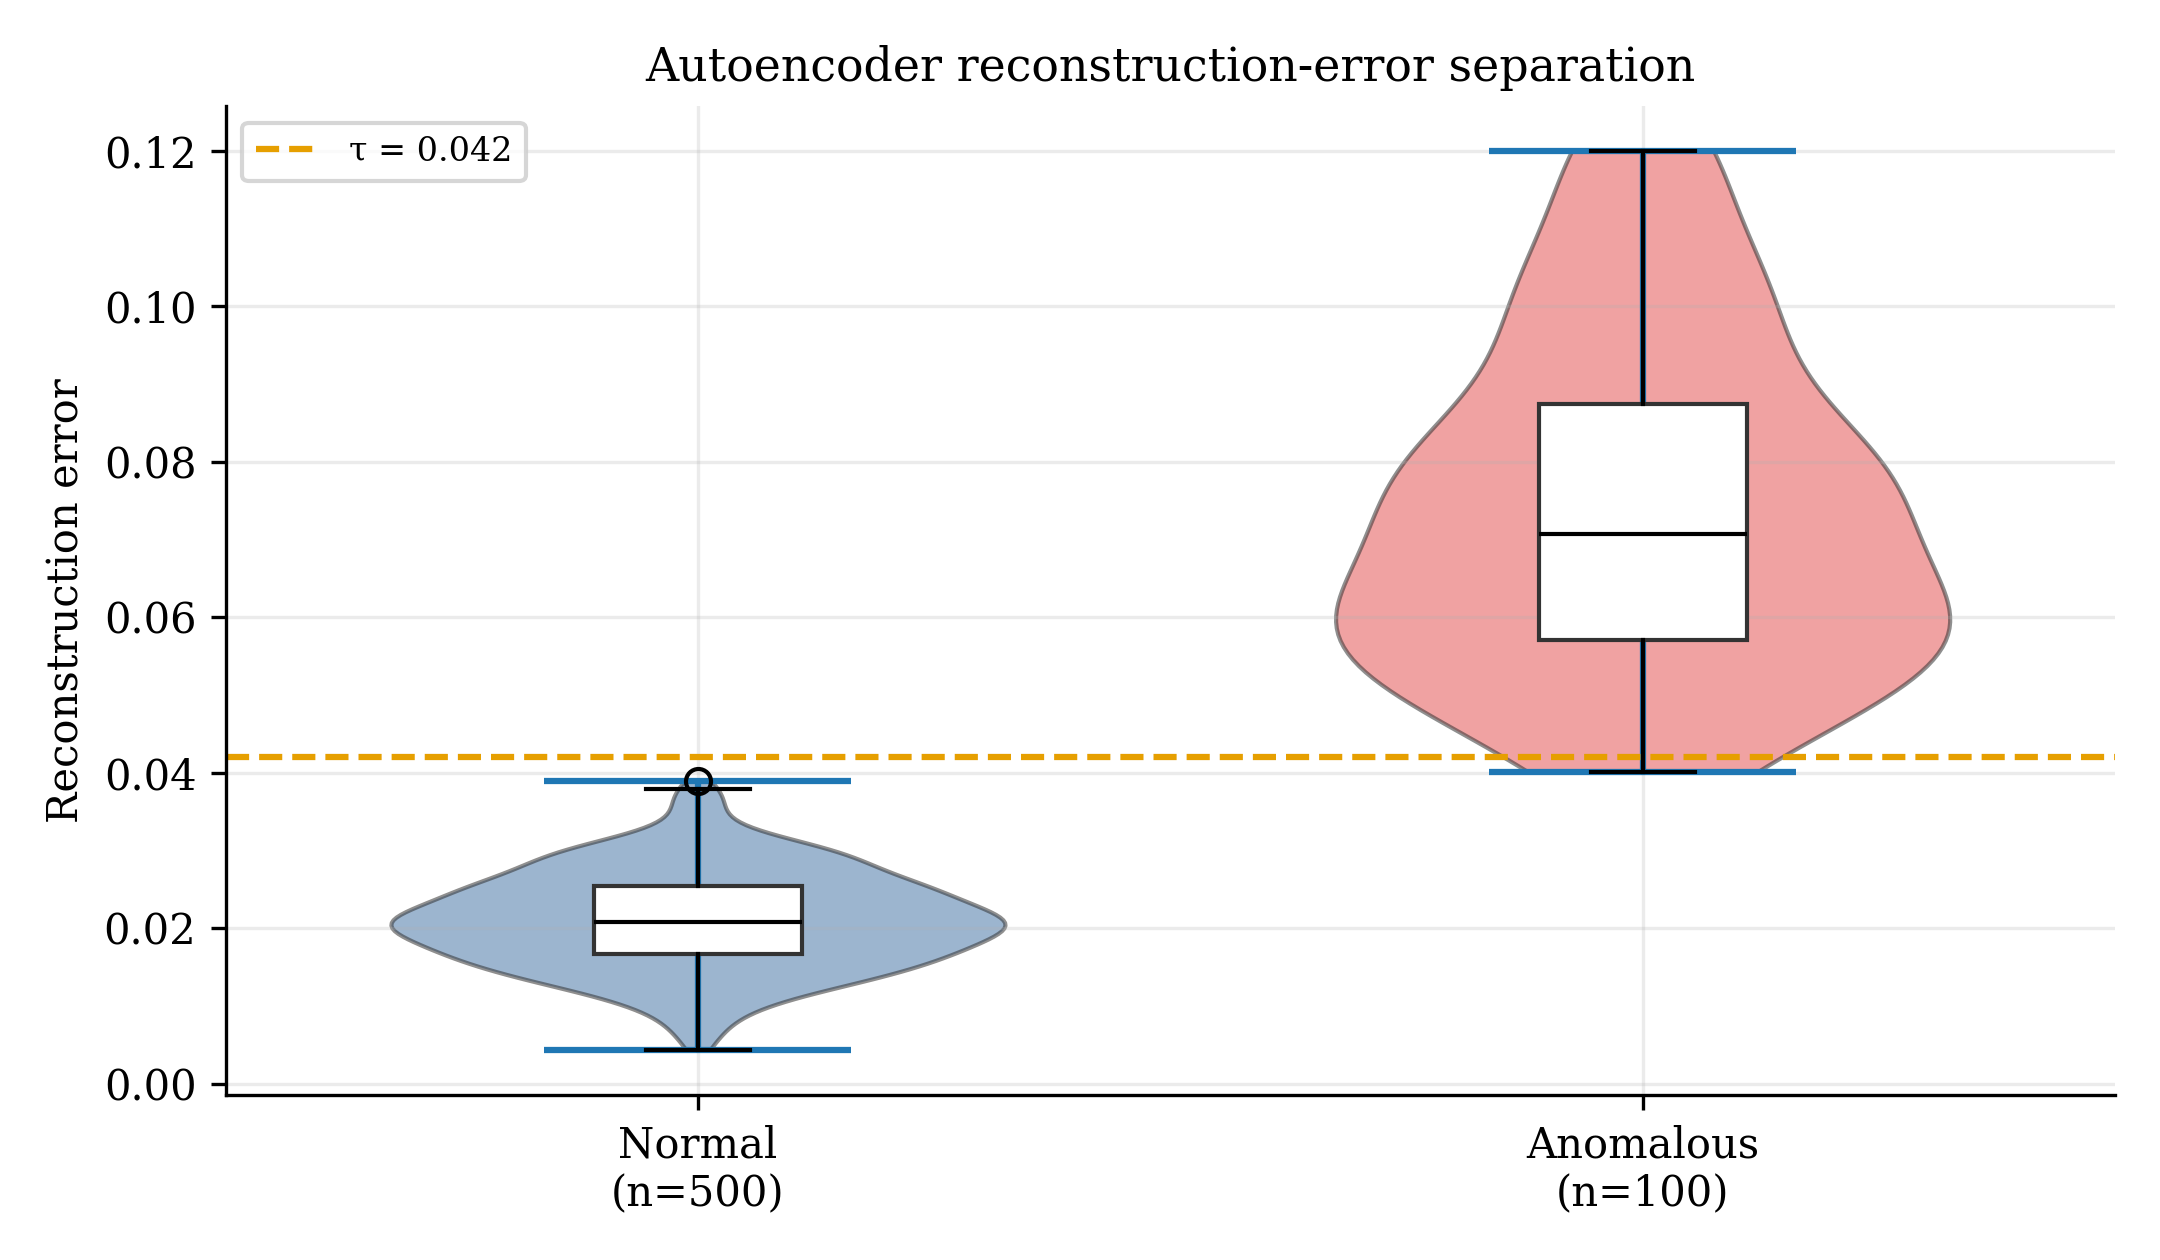 Autoencoder reconstruction-error separation
τ = 0.042
Reconstruction error
0.12
0.10
0.08
0.06
0.04
0.02
0.00
Normal
(n=500)
Anomalous
(n=100)